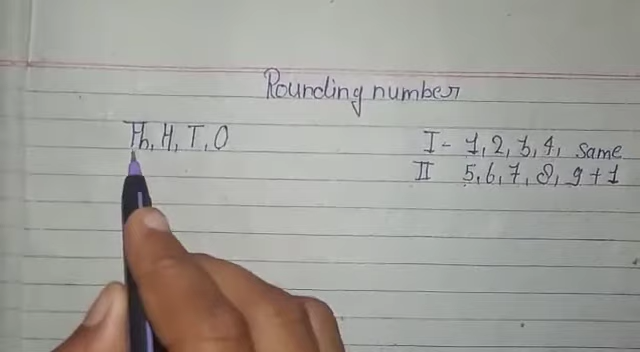 Rounding number
Th, H, T, O
I - 1, 2, 3, 4, same
II 5, 6, 7, 8, 9 + 1